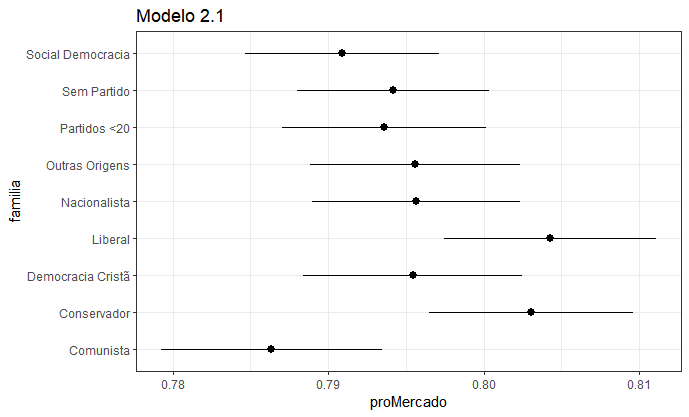 Modelo 2.1
Social Democracia
Sem Partido
Partidos <20
Outras Origens
Nacionalista
Liberal
Democracia Cristã
Conservador
Comunista
familia
0.78 0.79 0.80 0.81
proMercado